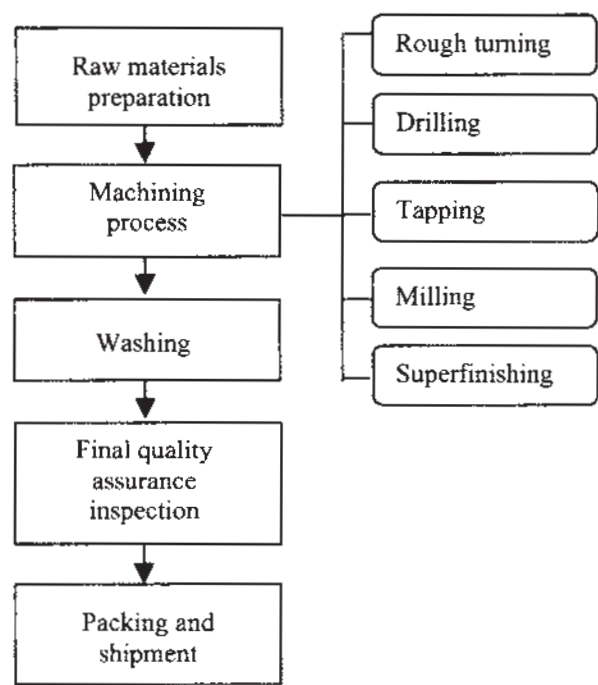 Raw materials
preparation
Machining
process
Washing
Final quality
assurance
inspection
Packing and
shipment
Rough turning
Drilling
Tapping
Milling
Superfinishing